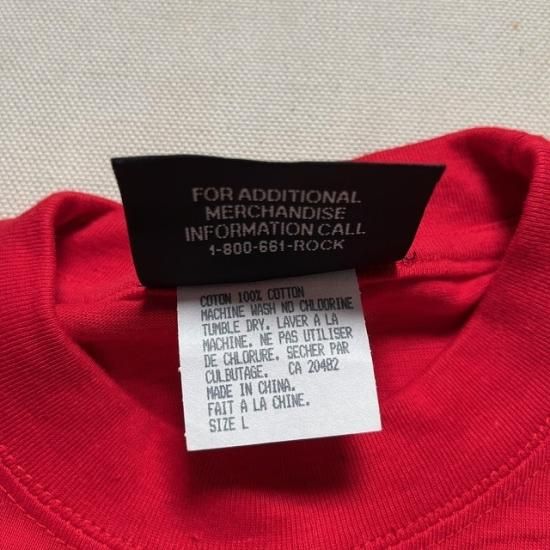 FOR ADDITIONAL
MERCHANDISE
INFORMATION CALL
1-800-661-ROCK
COTON 100% COTTON
MACHINE WASH NO CHLOORINE
TUMBLE DRY. LAVER A LA
MACHINE. NE PAS UTILISER
DE CHLORURE. SECHER PAR
CULBUTAGE. CA 20482
MADE IN CHINA.
FAIT A LA CHINE.
SIZE L